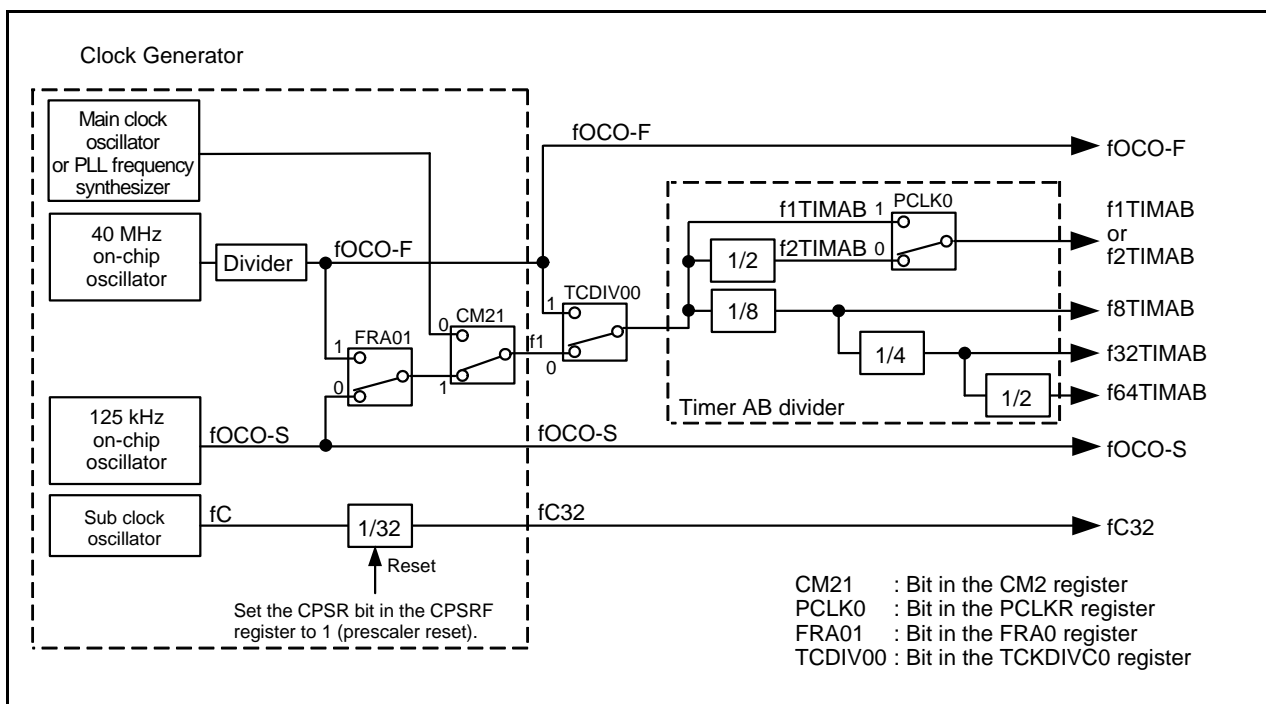 Clock Generator
Main clock
oscillator
or PLL frequency
synthesizer
fOCO-F
fOCO-F
40 MHz
on-chip
oscillator
Divider
fOCO-F
TCDIV00
1
0
CM21
0
1
f1
FRA01
1
0
f1TIMAB 1
PCLK0
f2TIMAB 0
1/2
f1TIMAB
or
f2TIMAB
1/8
f8TIMAB
1/4
f32TIMAB
1/2
f64TIMAB
Timer AB divider
125 kHz
on-chip
oscillator
fOCO-S
fOCO-S
fOCO-S
Sub clock
oscillator
fC
1/32
fC32
fC32
Reset
Set the CPSR bit in the CPSRF
register to 1 (prescaler reset).
CM21 : Bit in the CM2 register
PCLK0 : Bit in the PCLKR register
FRA01 : Bit in the FRA0 register
TCDIV00 : Bit in the TCKDIVC0 register